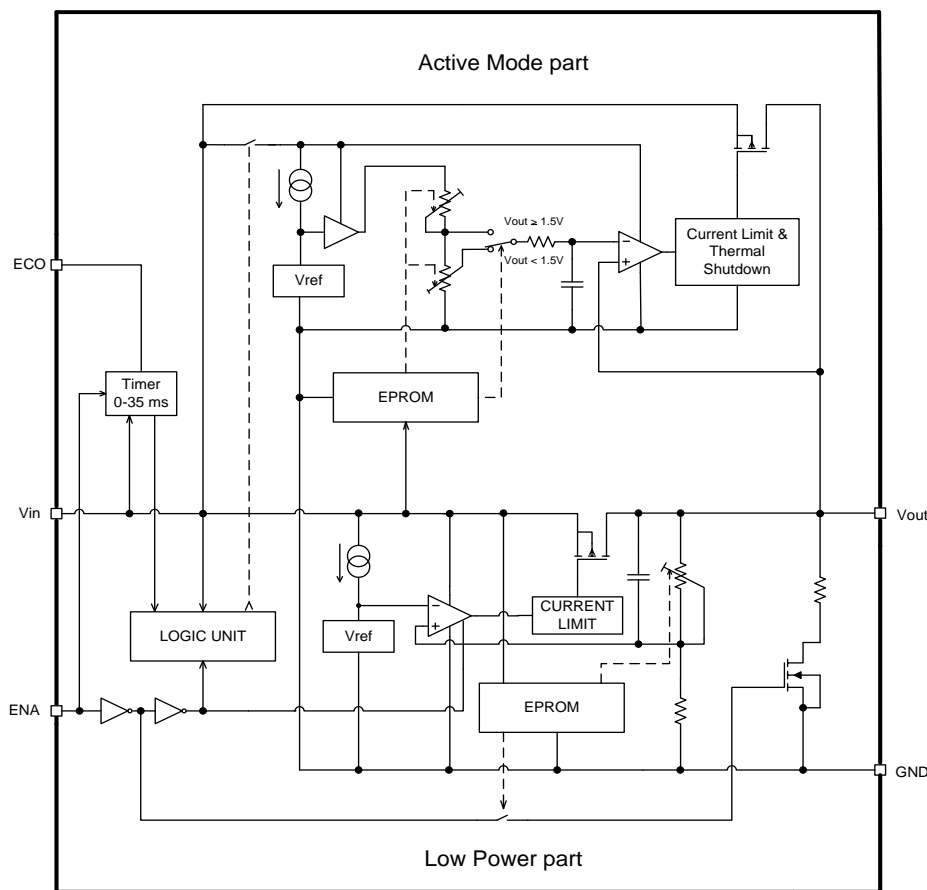 Active Mode part
Vout ≥ 1.5V
Vout < 1.5V
−
+
Current Limit &
Thermal
Shutdown
ECO
Vref
Timer
0-35 ms
EPROM
Vin
Vout
−
+
CURRENT
LIMIT
Vref
LOGIC UNIT
EPROM
ENA
GND
Low Power part